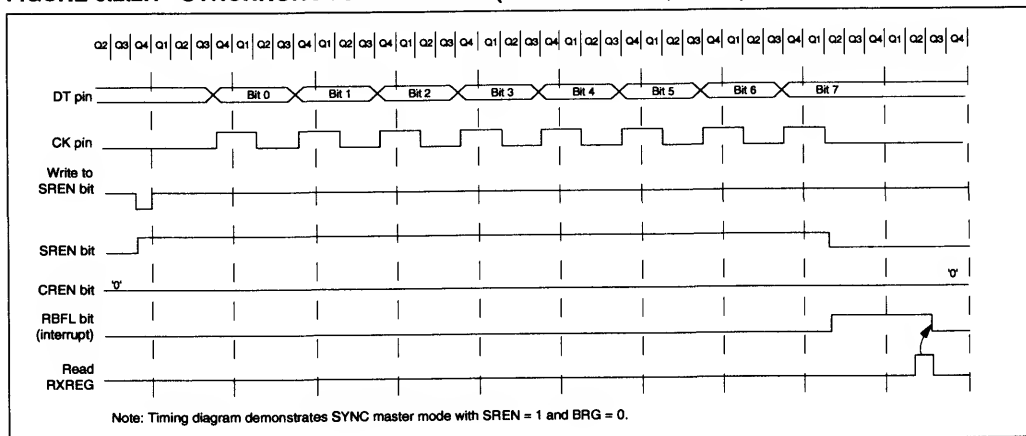 Q2 Q3 Q4 Q1 Q2 Q3 Q4 Q1 Q2 Q3 Q4 Q1 Q2 Q3 Q4 Q1 Q2 Q3 Q4 Q1 Q2 Q3 Q4 Q1 Q2 Q3 Q4 Q1 Q2 Q3 Q4 Q1 Q2 Q3 Q4 Q1 Q2 Q3 Q4 Q1 Q2 Q3 Q4
DT pin Bit 0 Bit 1 Bit 2 Bit 3 Bit 4 Bit 5 Bit 6 Bit 7
CK pin
Write to
SREN bit
SREN bit
CREN bit '0' '0'
RBFL bit
(interrupt)
Read
RXREG
Note: Timing diagram demonstrates SYNC master mode with SREN = 1 and BRG = 0.